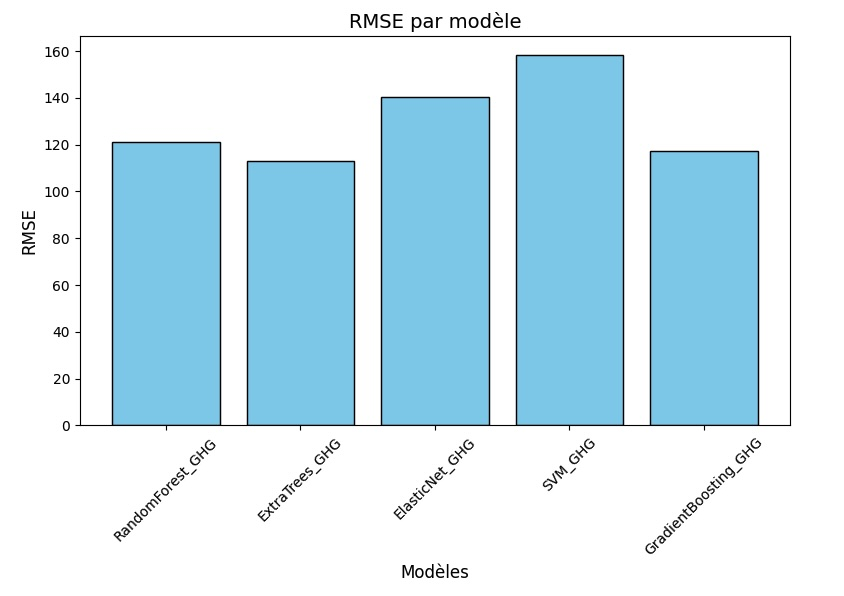 RMSE par modèle
RMSE
160
140
120
100
80
60
40
20
0
RandomForest_GHG
ExtraTrees_GHG
ElasticNet_GHG
SVM_GHG
GradientBoosting_GHG
Modèles